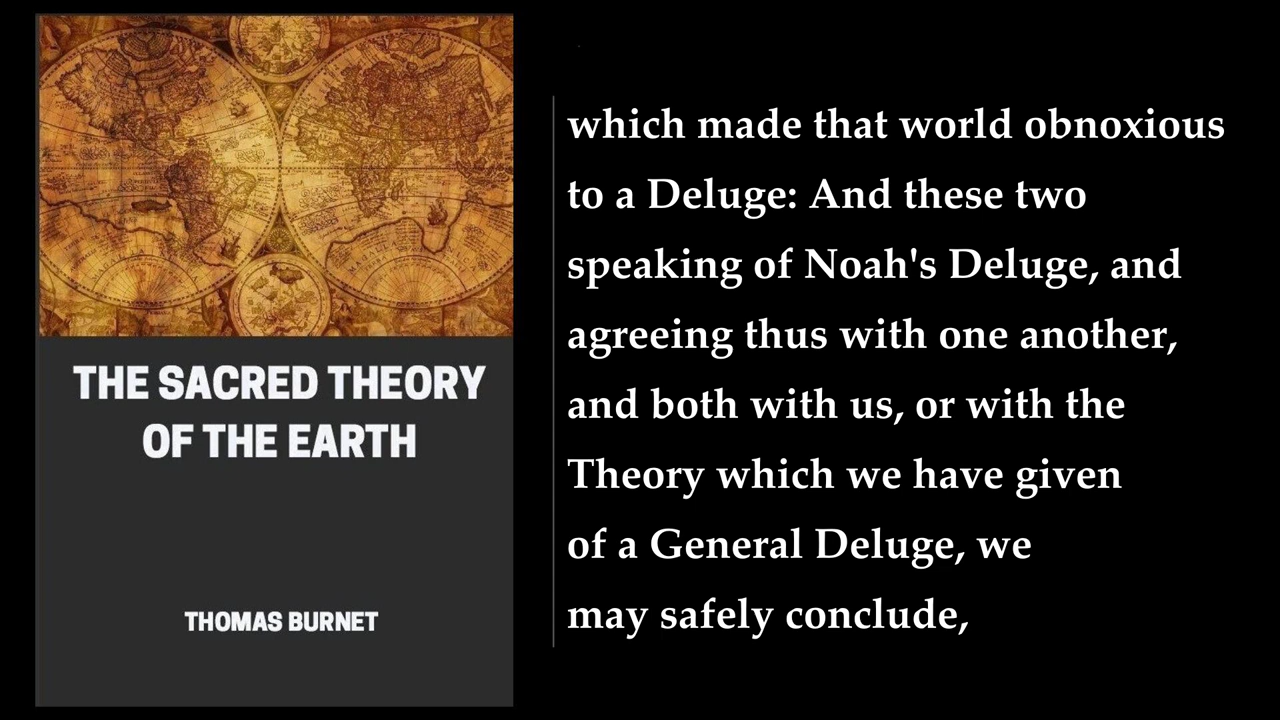 THE SACRED THEORY
OF THE EARTH
THOMAS BURNET
which made that world obnoxious
to a Deluge: And these two
speaking of Noah's Deluge, and
agreeing thus with one another,
and both with us, or with the
Theory which we have given
of a General Deluge, we
may safely conclude,